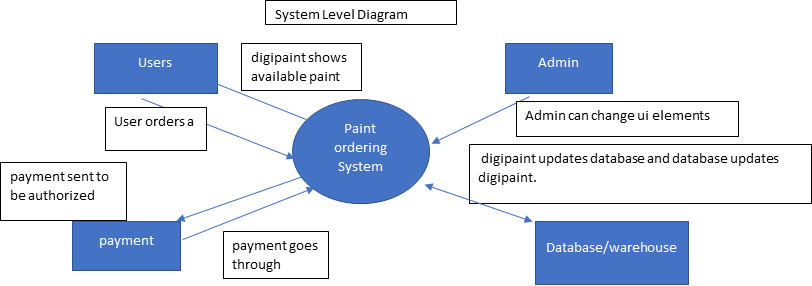 System Level Diagram
Users
digipaint shows
available paint
Admin
User orders a
Admin can change ui elements
Paint
ordering
System
digipaint updates database and database updates
digipaint.
payment sent to
be authorized
payment
payment goes
through
Database/warehouse